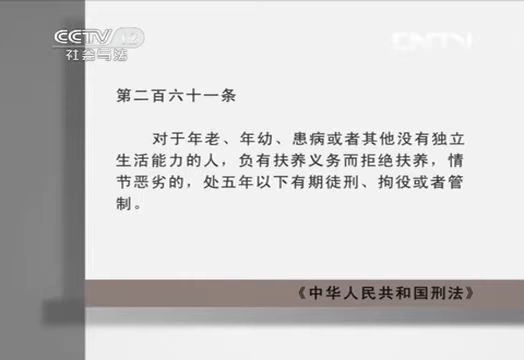 CCTV 12
社会与法
CNTV
第二百六十一条
对于年老、年幼、患病或者其他没有独立
生活能力的人，负有扶养义务而拒绝扶养，情
节恶劣的，处五年以下有期徒刑、拘役或者管
制。
《中华人民共和国刑法》